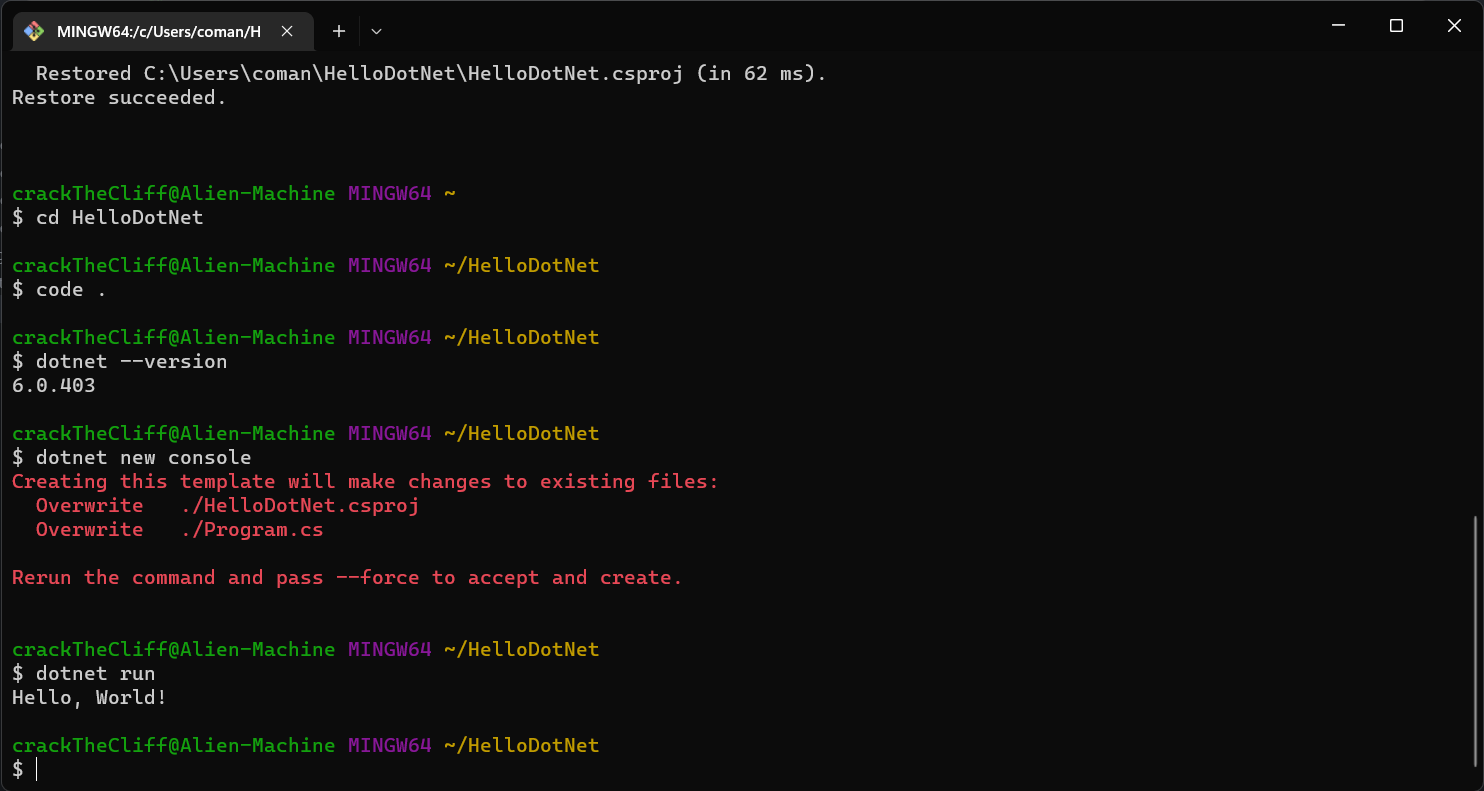 MINGW64:/c/Users/coman/H
Restored C:\Users\coman\HelloDotNet\HelloDotNet.csproj (in 62 ms).
Restore succeeded.
crackTheCliff@Alien-Machine MINGW64 ~
$ cd HelloDotNet
crackTheCliff@Alien-Machine MINGW64 ~/HelloDotNet
$ code .
crackTheCliff@Alien-Machine MINGW64 ~/HelloDotNet
$ dotnet --version
6.0.403
crackTheCliff@Alien-Machine MINGW64 ~/HelloDotNet
$ dotnet new console
Creating this template will make changes to existing files:
  Overwrite   ./HelloDotNet.csproj
  Overwrite   ./Program.cs
Rerun the command and pass --force to accept and create.
crackTheCliff@Alien-Machine MINGW64 ~/HelloDotNet
$ dotnet run
Hello, World!
crackTheCliff@Alien-Machine MINGW64 ~/HelloDotNet
$